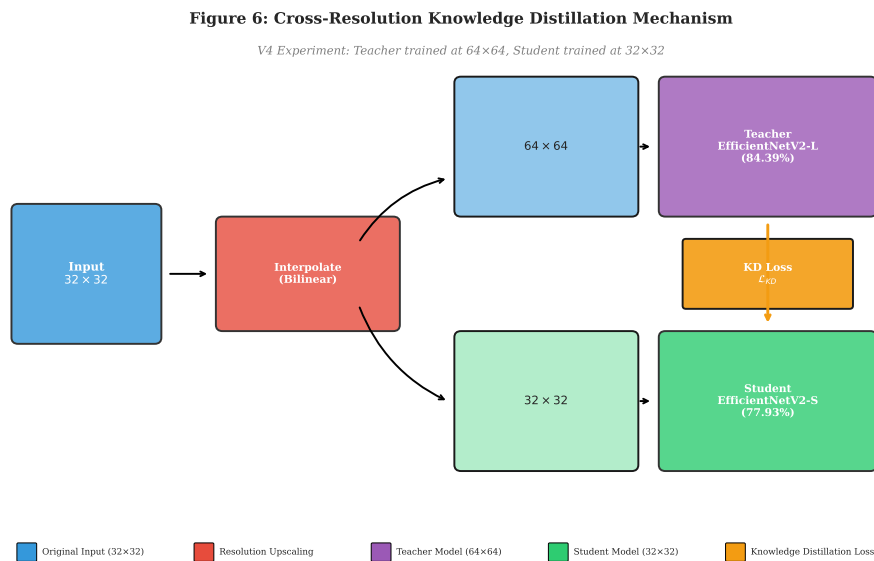 Figure 6: Cross-Resolution Knowledge Distillation Mechanism
V4 Experiment: Teacher trained at 64×64, Student trained at 32×32
Input
32 × 32
Interpolate
(Bilinear)
64 × 64
Teacher
EfficientNetV2-L
(84.39%)
KD Loss
ℒKD
32 × 32
Student
EfficientNetV2-S
(77.93%)
Original Input (32×32)
Resolution Upscaling
Teacher Model (64×64)
Student Model (32×32)
Knowledge Distillation Loss